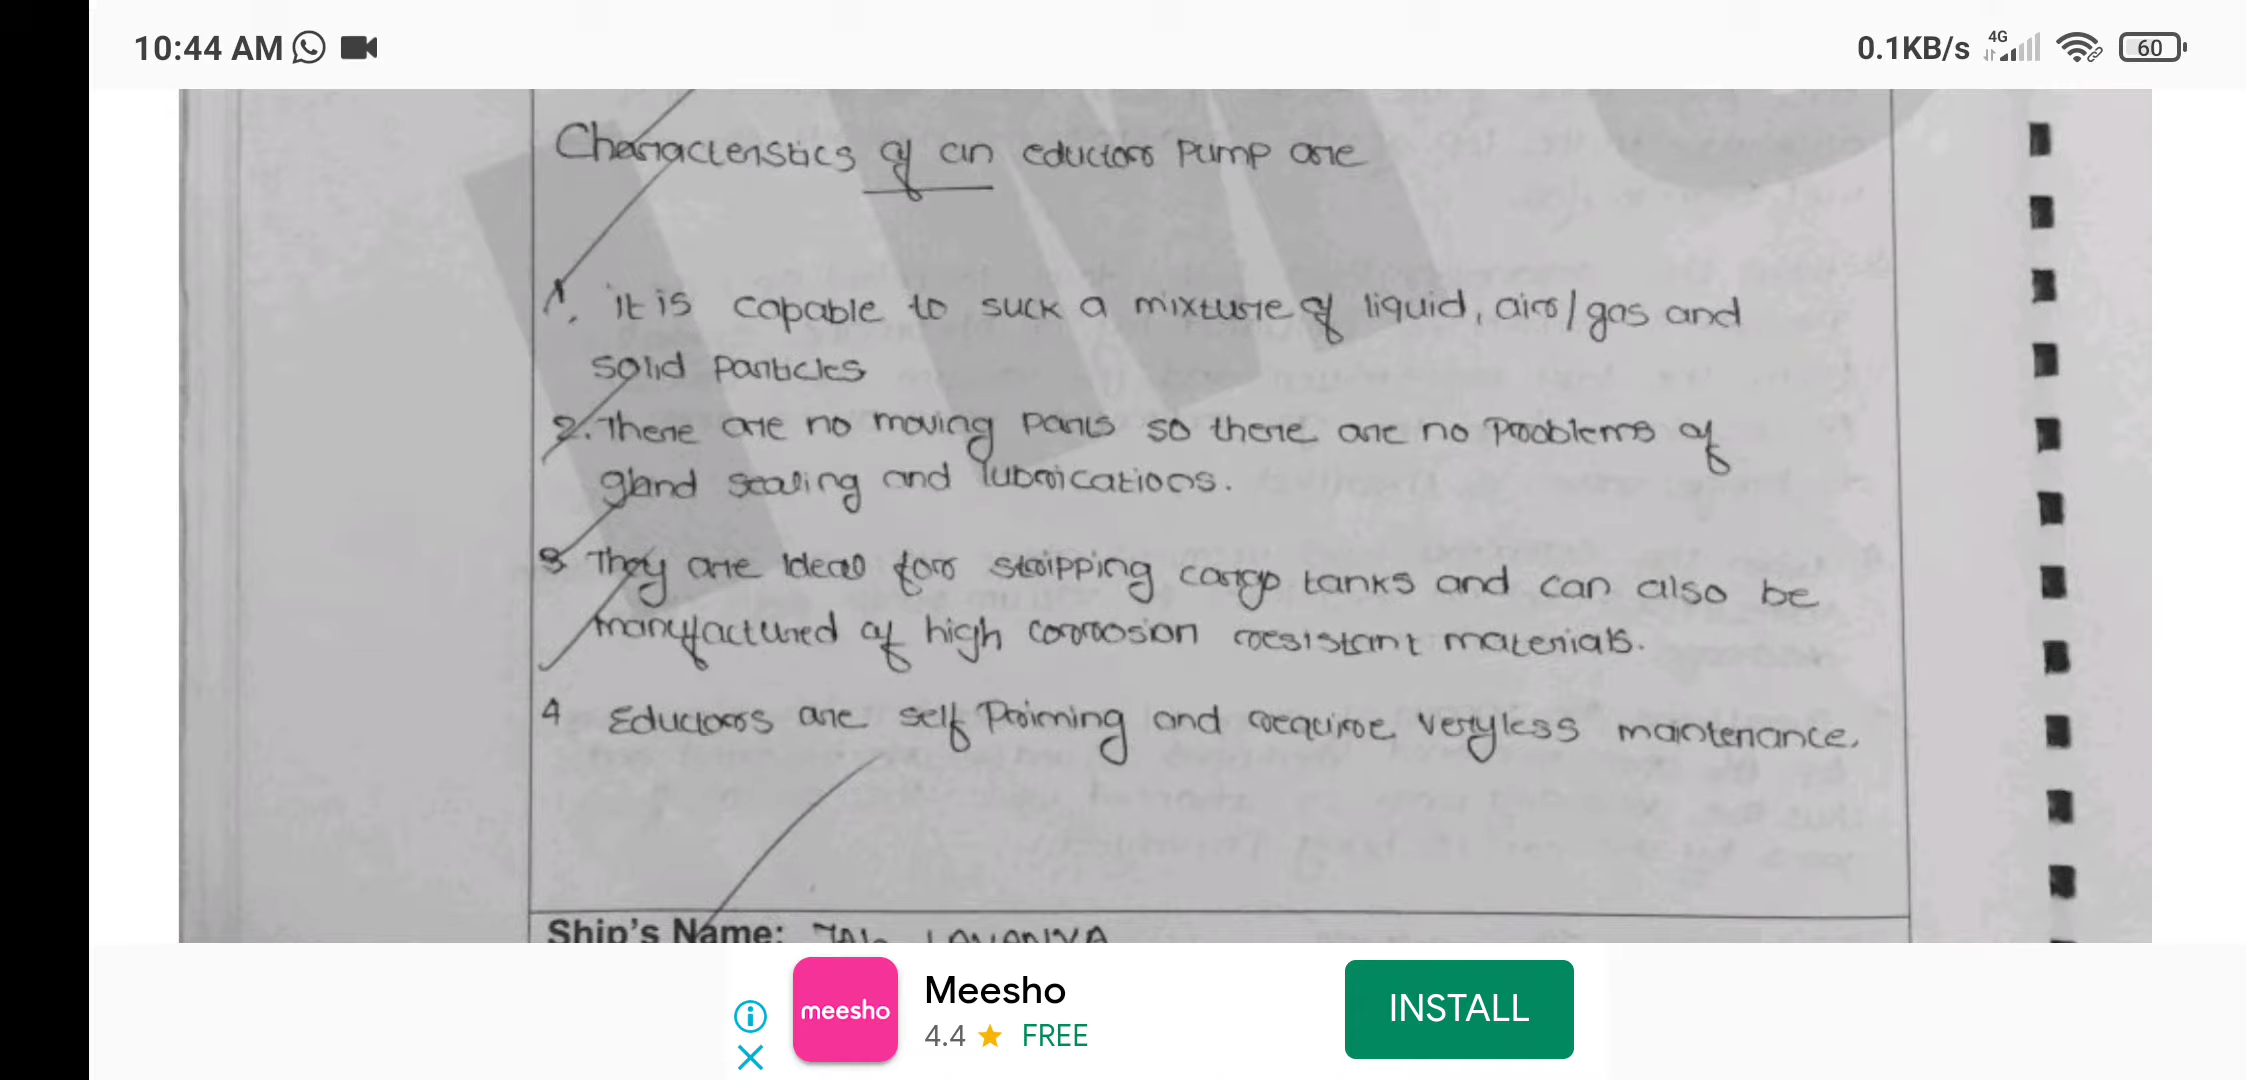 10:44 AM
0.1KB/s 4G 60
Characteristics of an eductor pump are
1. it is capable to suck a mixture of liquid, air/gas and
solid particles
2. There are no moving parts so there are no problems of
gland sealing and lubrications.
3 They are ideal for stripping cargo tanks and can also be
manufactured of high corrosion resistant materials.
4 Eductors are self priming and require very less maintenance.
Ship's Name:
meesho
Meesho
4.4 ★ FREE
INSTALL